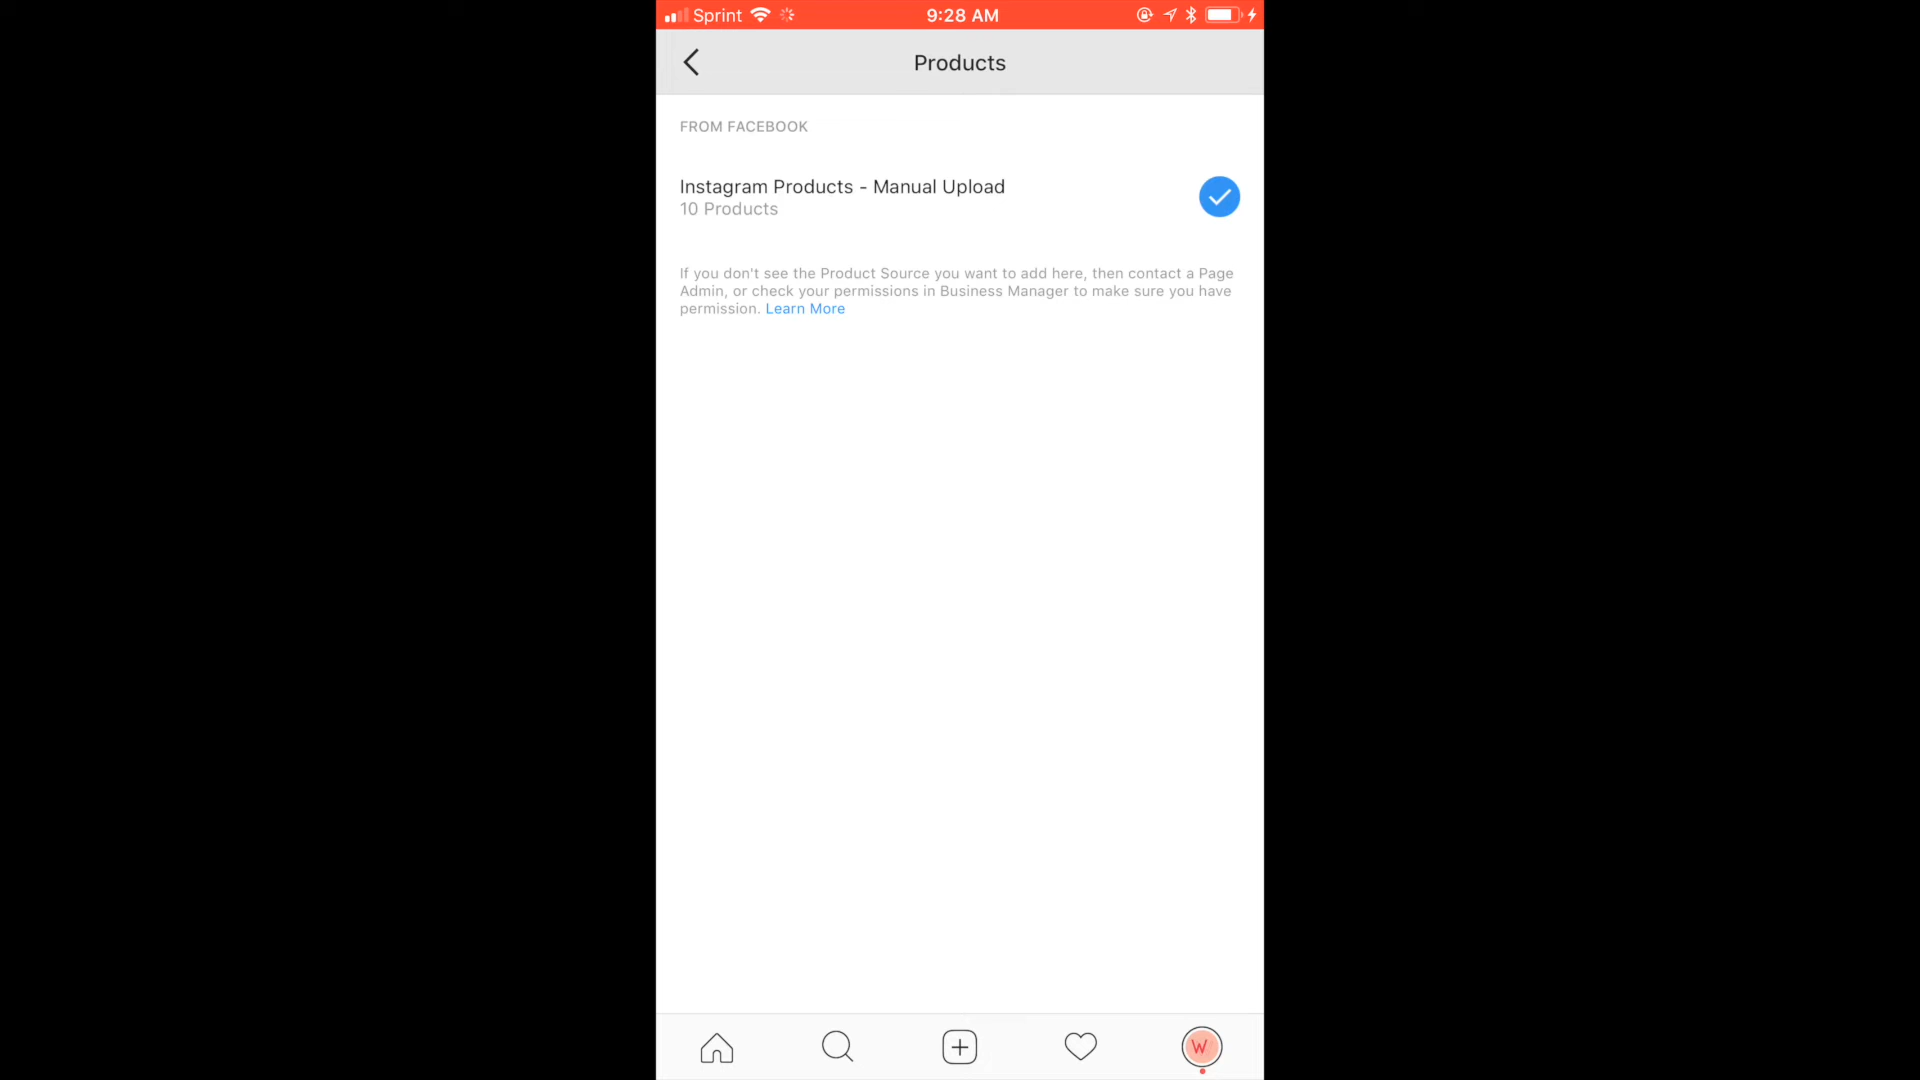 Sprint
9:28 AM
Products
FROM FACEBOOK
Instagram Products - Manual Upload
10 Products
If you don't see the Product Source you want to add here, then contact a Page
Admin, or check your permissions in Business Manager to make sure you have
permission. Learn More
W